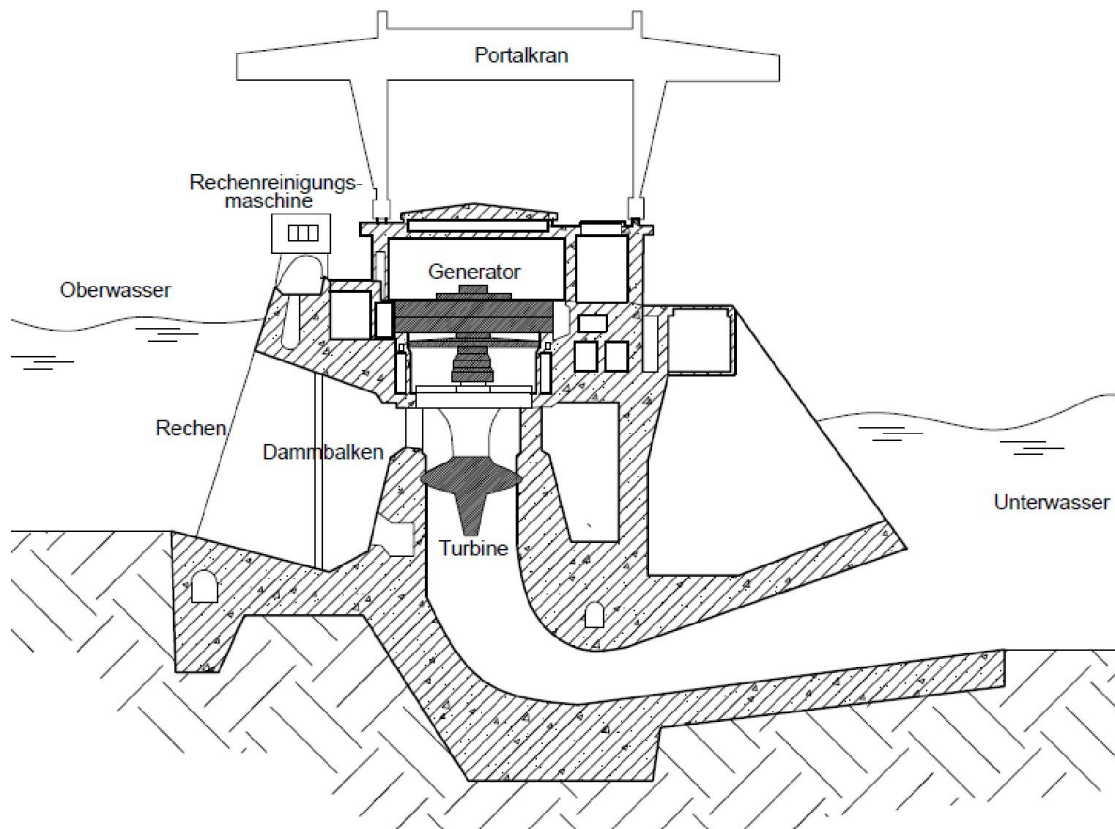 Portalkran
Rechenreinigungs-
maschine
Generator
Oberwasser
Rechen
Dammbalken
Unterwasser
Turbine